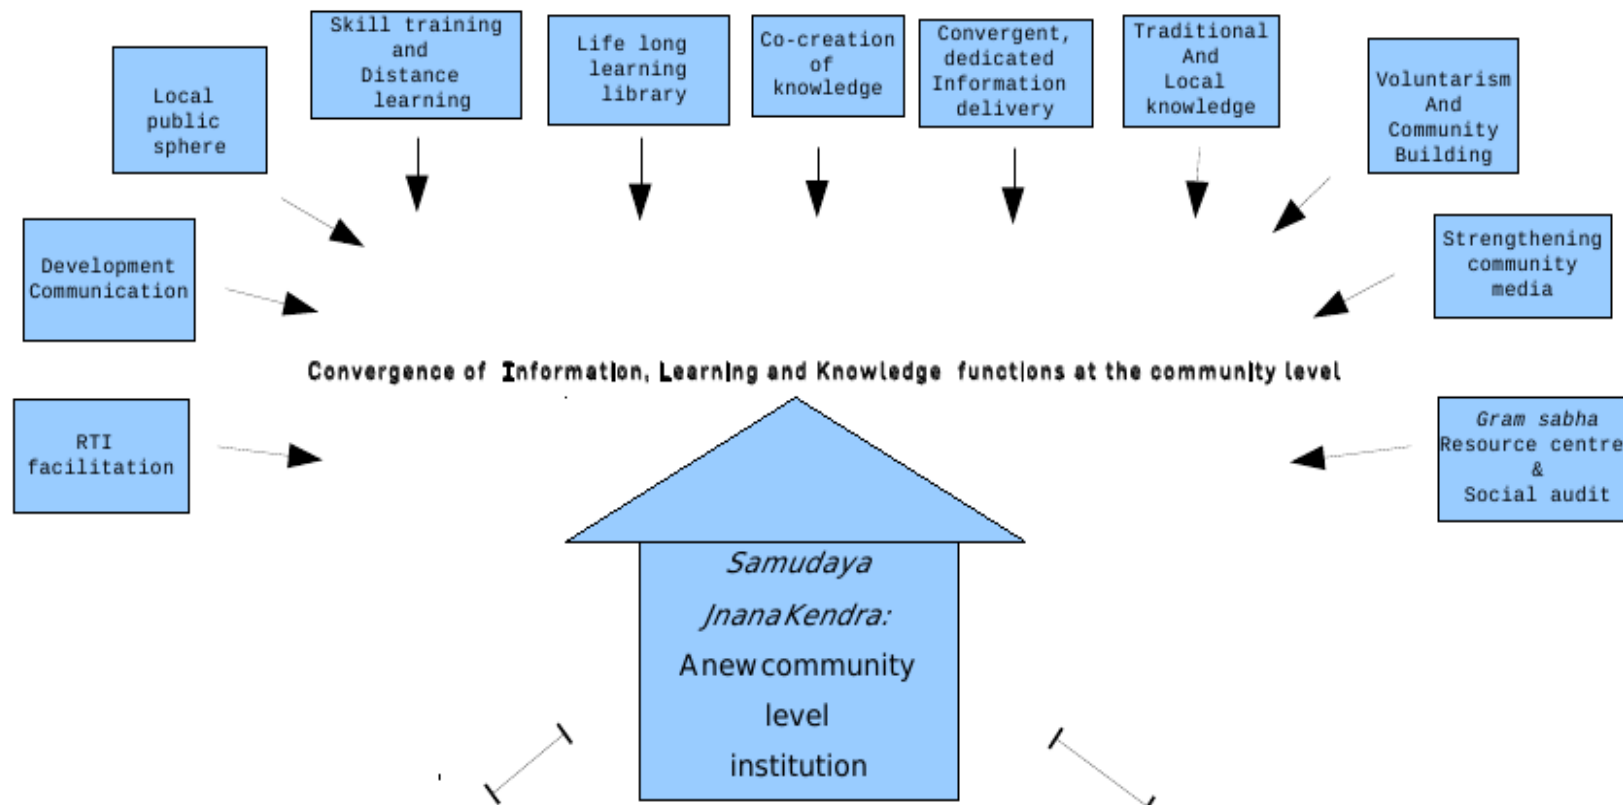 Skill training
and
Distance
learning
Life long
learning
library
Co-creation
of
knowledge
Convergent,
dedicated
Information
delivery
Traditional
And
Local
knowledge
Local
public
sphere
Voluntarism
And
Community
Building
Development
Communication
Strengthening
community
media
Convergence of Information, Learning and Knowledge functions at the community level
RTI
facilitation
Gram sabha
Resource centre
&
Social audit
Samudaya
JnanaKendra:
A new community
level
institution